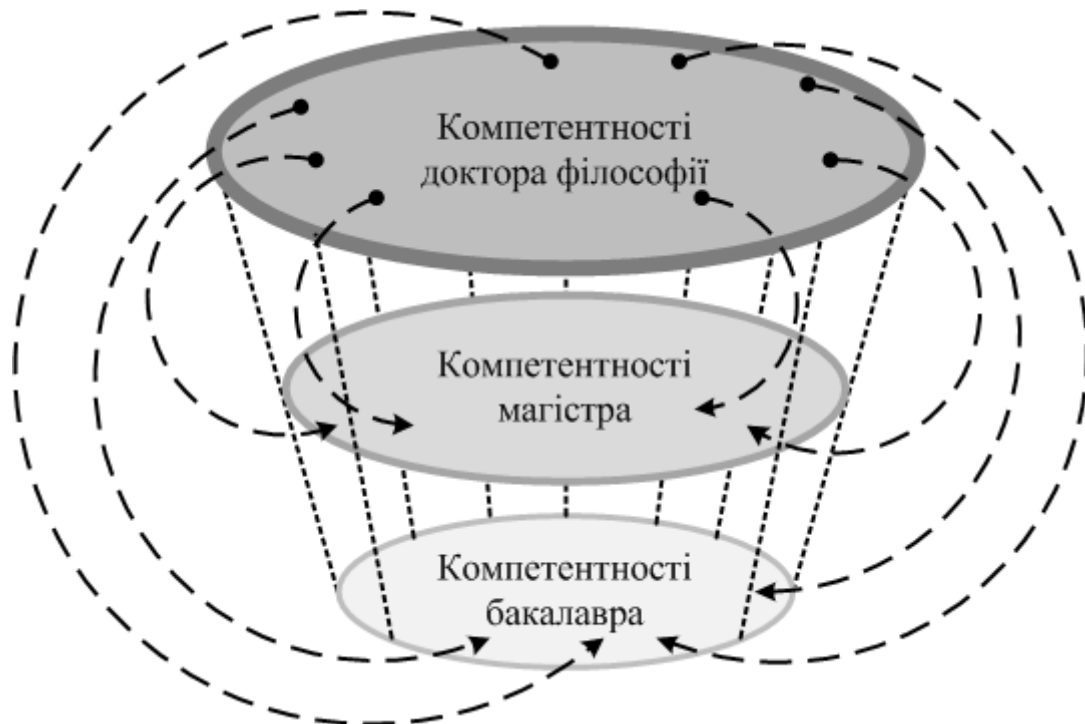 Компетентності
доктора філософії
Компетентності
магістра
Компетентності
бакалавра